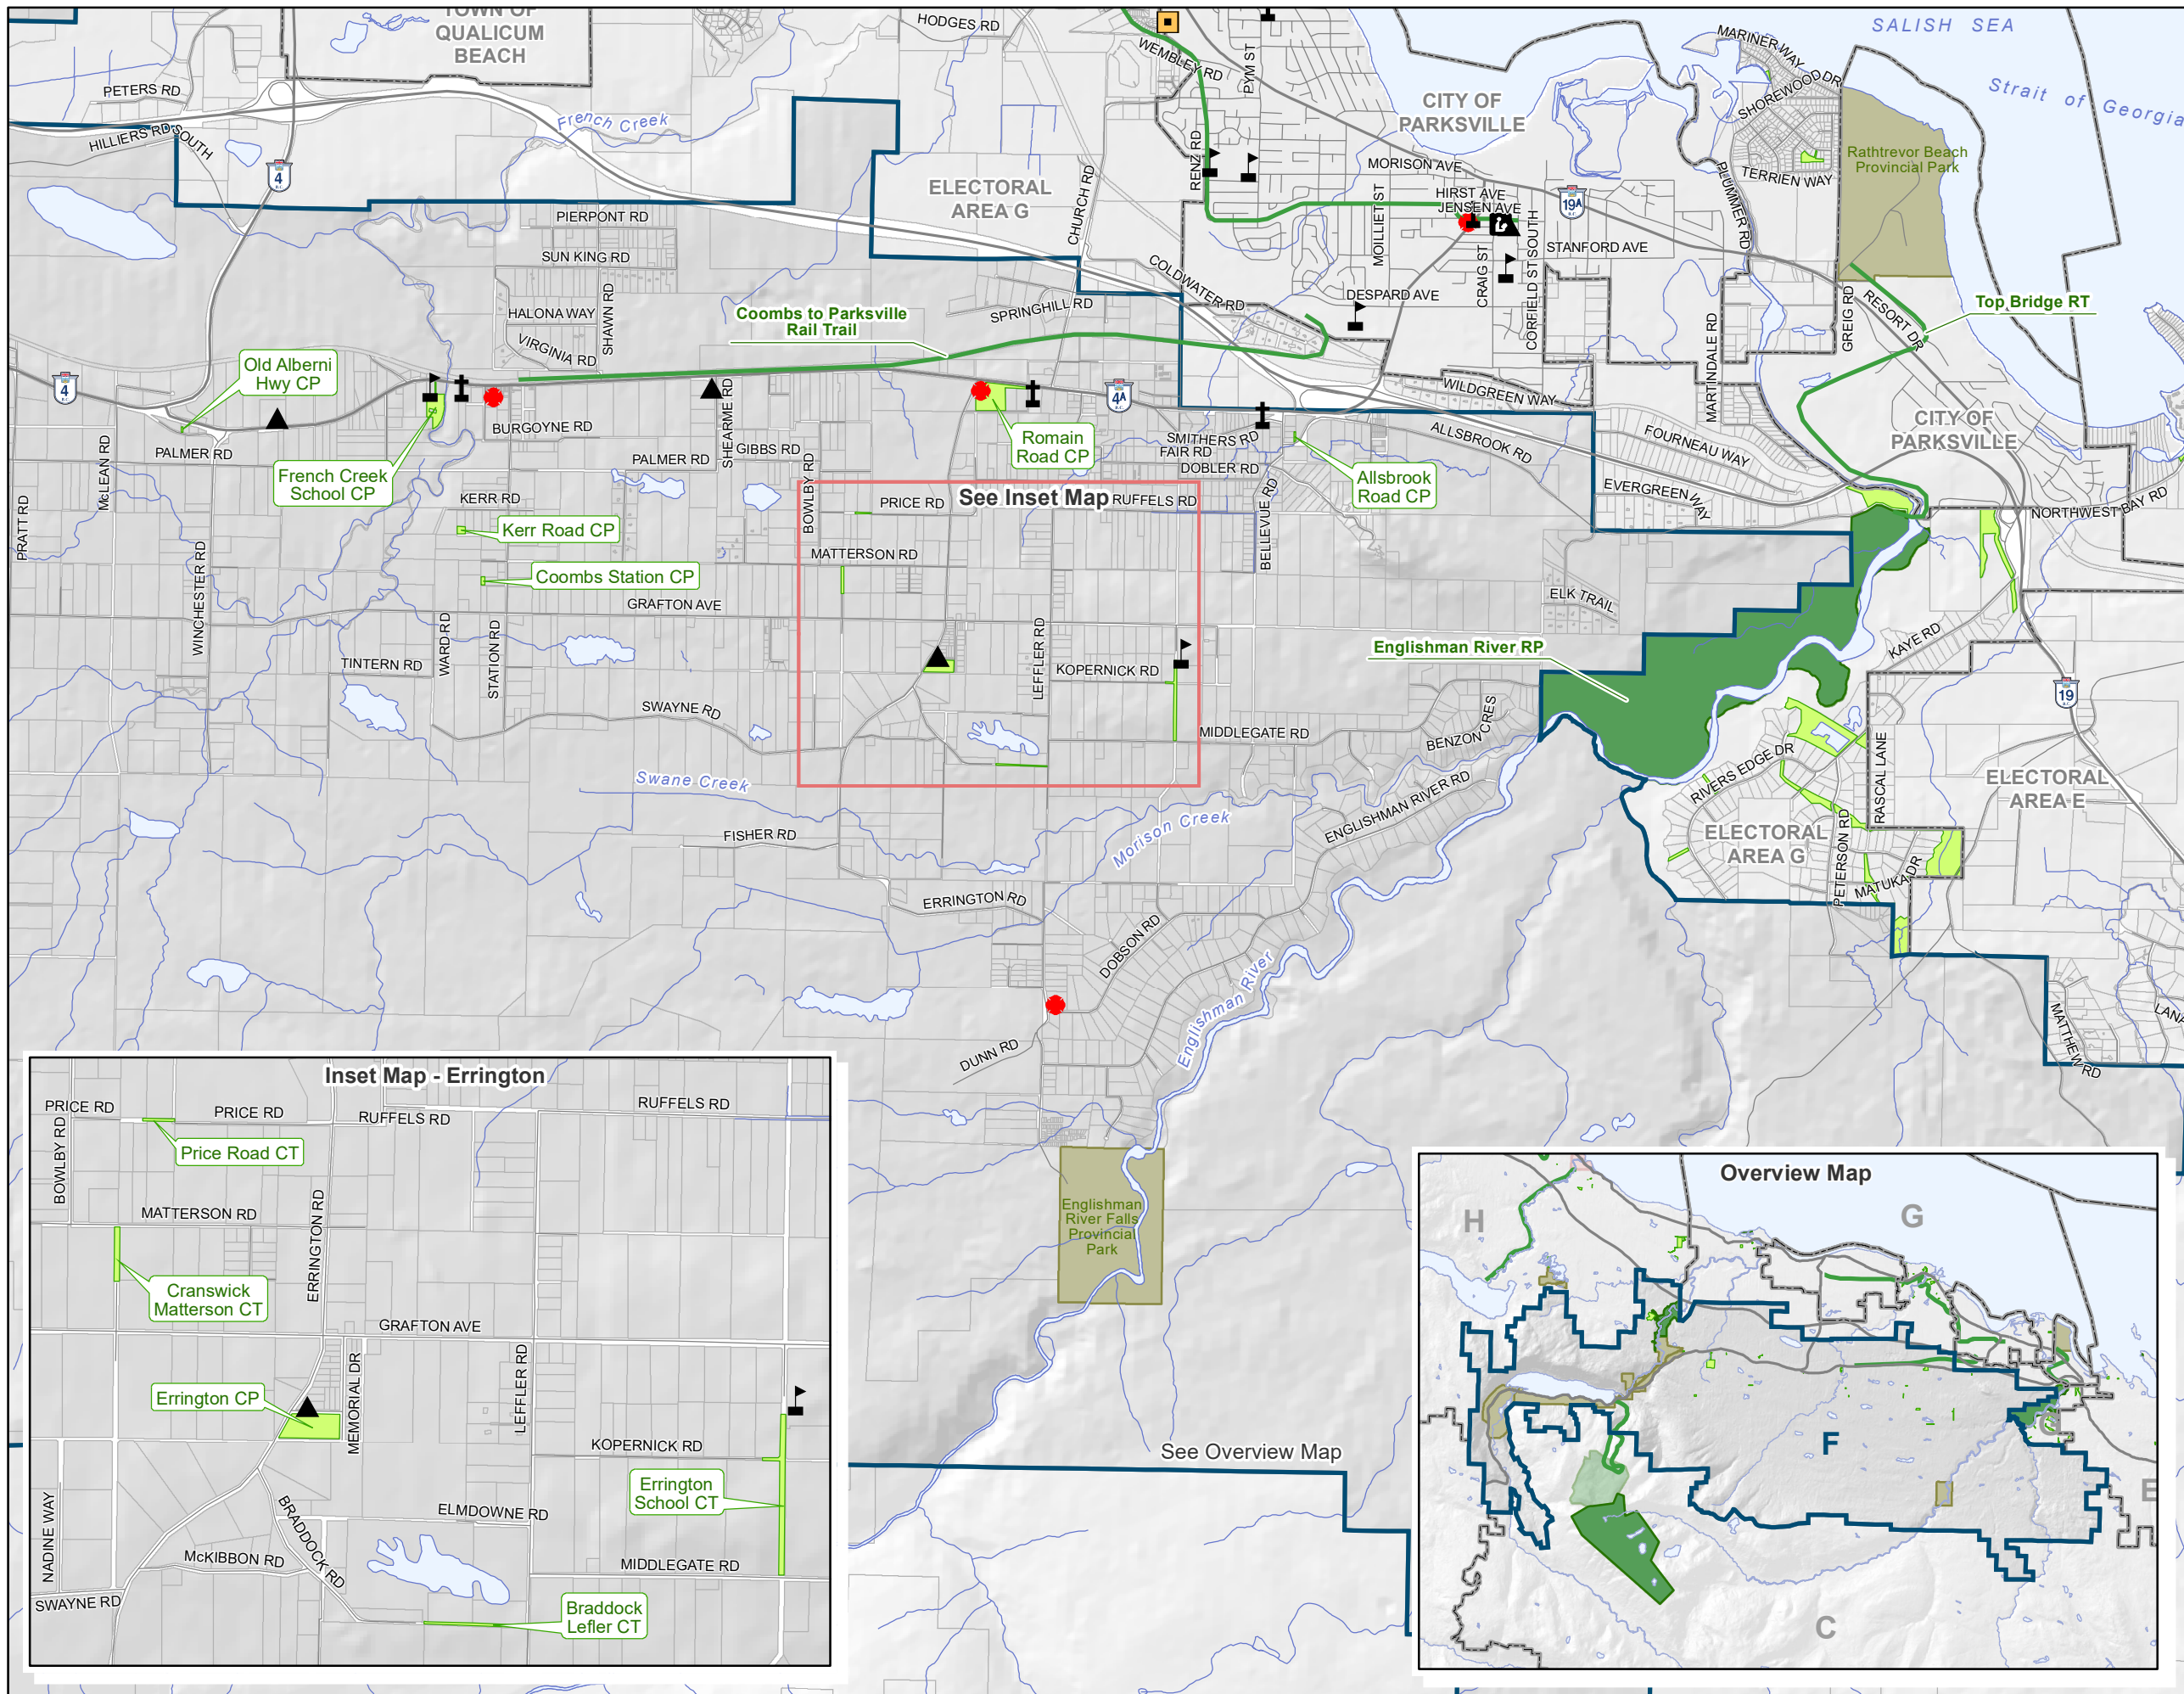 TOWN OF
QUALICUM
BEACH
HODGES RD
WEMBLEY RD
PYM ST
SALISH SEA
MARINER WAY
SHOREWOOD DR
Strait of Georgia
PETERS RD
HILLIERS RD SOUTH
French Creek
4
CITY OF
PARKSVILLE
Rathtrevor Beach
Provincial Park
TERRIEN WAY
ELECTORAL
AREA G
CHURCH RD
RENZ RD
MORISON AVE
HIRST AVE
JENSEN AVE
19A
PLUMMER RD
MOILLIET ST
CRAIG ST
CORFIELD ST SOUTH
STANFORD AVE
PIERPONT RD
SUN KING RD
HALONA WAY
SHAWN RD
VIRGINIA RD
Coombs to Parksville
Rail Trail
SPRINGHILL RD
COLDWATER RD
DESPARD AVE
MARTINDALE RD
GREIG RD
RESORT DR
Top Bridge RT
4
Old Alberni
Hwy CP
BURGOYNE RD
SHEARME RD
4A
WILDGREEN WAY
CITY OF
PARKSVILLE
McLEAN RD
PALMER RD
French Creek
School CP
PALMER RD
GIBBS RD
BOWLBY RD
Romain
Road CP
SMITHERS RD
FAIR RD
DOBLER RD
Allsbrook
Road CP
ALLSBROOK RD
FOURNEAU WAY
EVERGREEN WAY
NORTHWEST BAY RD
PRATT RD
KERR RD
Kerr Road CP
PRICE RD
See Inset Map
RUFFELS RD
BELLEVUE RD
WINCHESTER RD
Coombs Station CP
MATTERSON RD
GRAFTON AVE
ELK TRAIL
WARD RD
STATION RD
TINTERN RD
LEFFLER RD
KOPERNICK RD
Englishman River RP
KAYE RD
19
SWAYNE RD
MIDDLEGATE RD
BENZON
ACRES
RIVERS EDGE DR
RASCAL LANE
ELECTORAL
AREA E
Swane Creek
FISHER RD
Morison Creek
ENGLISHMAN RIVER RD
ELECTORAL
AREA G
PETERSON RD
MATUKA DR
ERRINGTON RD
DOBSON RD
Englishman River
DUNN RD
MATTHEW RD
Englishman
River Falls
Provincial
Park
See Overview Map
Inset Map - Errington
PRICE RD
PRICE RD
RUFFELS RD
RUFFELS RD
BOWLBY RD
Price Road CT
MATTERSON RD
ERRINGTON RD
Cranswick
Matterson CT
GRAFTON AVE
Errington CP
MEMORIAL DR
LEFFLER RD
KOPERNICK RD
Errington
School CT
NADINE WAY
BRADDOCK RD
ELMDOWNE RD
McKIBBON RD
MIDDLEGATE RD
SWAYNE RD
Braddock
Lefler CT
Overview Map
H
G
F
E
G
C